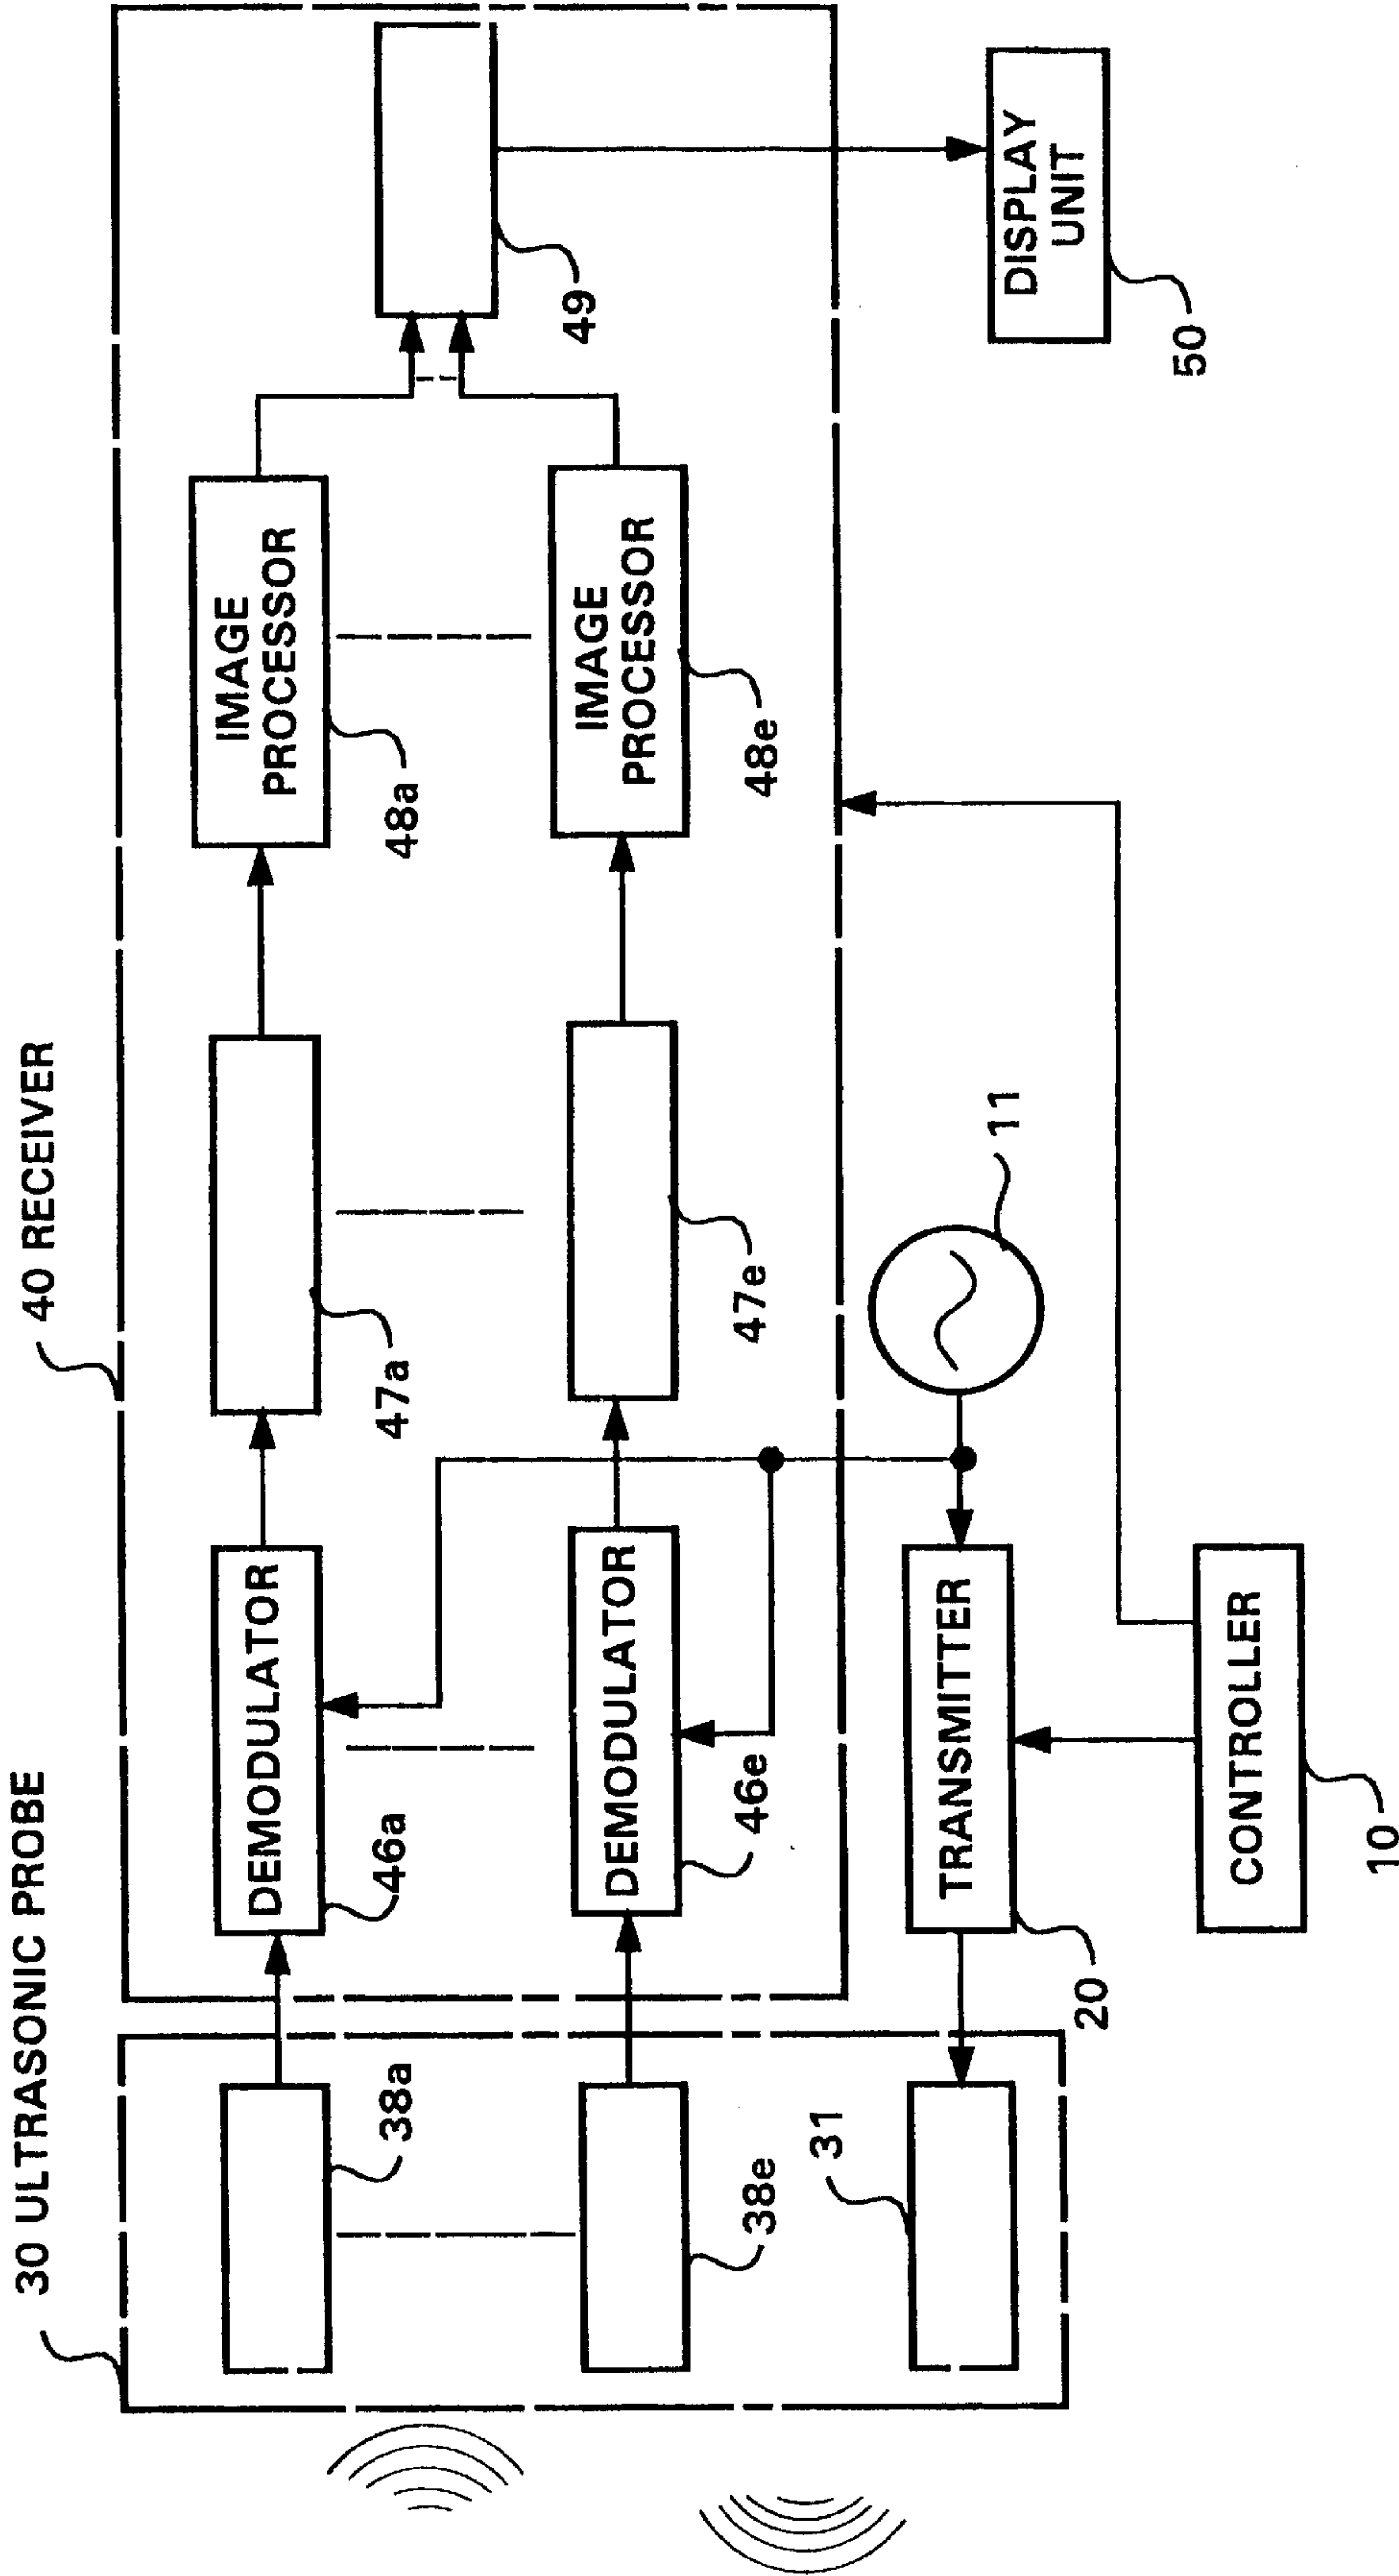 30 ULTRASONIC PROBE
40 RECEIVER
38a
46a
DEMODULATOR
47a
48a
IMAGE
PROCESSOR
38e
46e
DEMODULATOR
47e
48e
IMAGE
PROCESSOR
49
31
20
TRANSMITTER
11
10
CONTROLLER
50
DISPLAY
UNIT